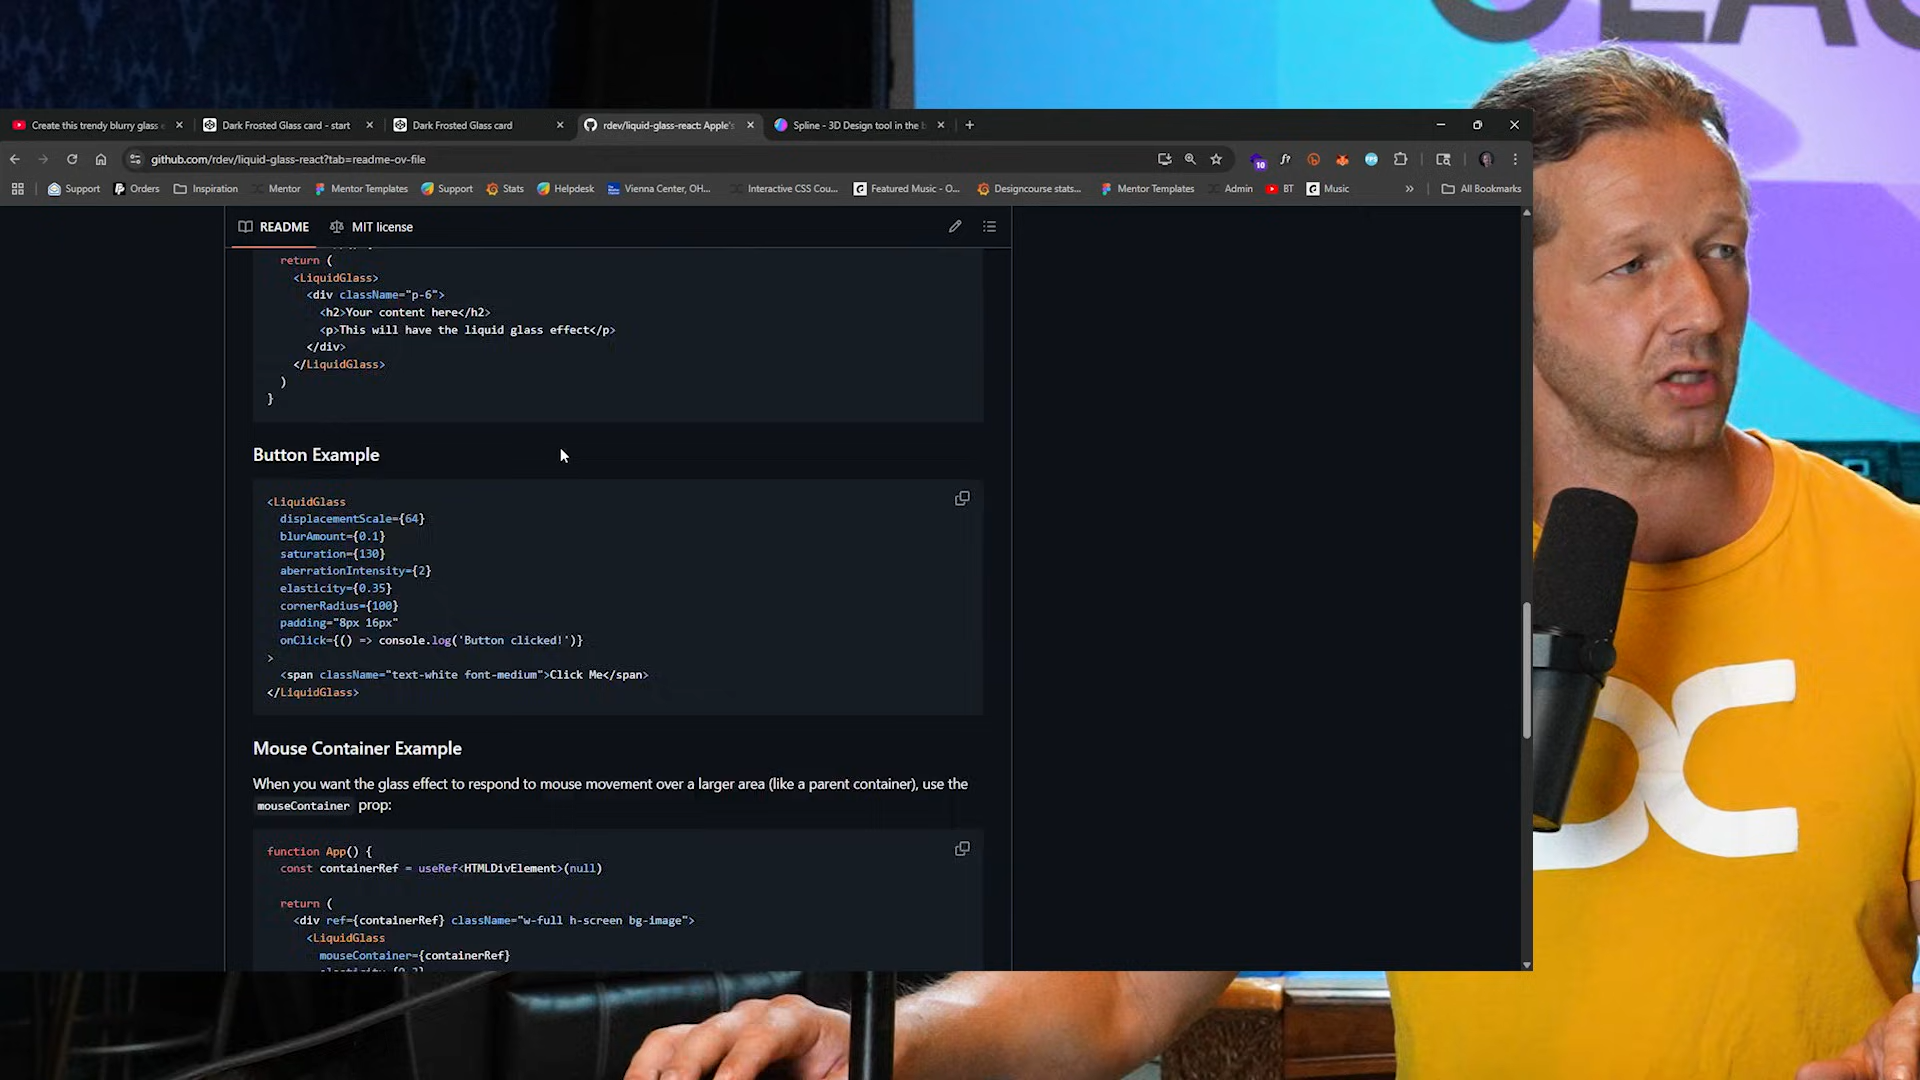 Create this trendy blurry glass
Dark Frosted Glass card - start
Dark Frosted Glass card
rdev/liquid-glass-react: Apple's
Spline - 3D Design tool in the b
github.com/rdev/liquid-glass-react?tab=readme-ov-file
10
Support
Orders
Inspiration
Mentor
Mentor Templates
Support
Stats
Helpdesk
Vienna Center, OH...
Interactive CSS Cou...
Featured Music - O...
Designcourse stats...
Mentor Templates
Admin
BT
Music
»
All Bookmarks
README
MIT license
return (
<LiquidGlass>
<div className="p-6">
<h2>Your content here</h2>
<p>This will have the liquid glass effect</p>
</div>
</LiquidGlass>
)
}
Button Example
<LiquidGlass
displacementScale={64}
blurAmount={0.1}
saturation={130}
aberrationIntensity={2}
elasticity={0.35}
cornerRadius={100}
padding="8px 16px"
onClick={() => console.log('Button clicked!')}
>
<span className="text-white font-medium">Click Me</span>
</LiquidGlass>
Mouse Container Example
When you want the glass effect to respond to mouse movement over a larger area (like a parent container), use the
mouseContainer prop:
function App() {
const containerRef = useRef<HTMLDivElement>(null)
return (
<div ref={containerRef} className="w-full h-screen bg-image">
<LiquidGlass
mouseContainer={containerRef}
DC